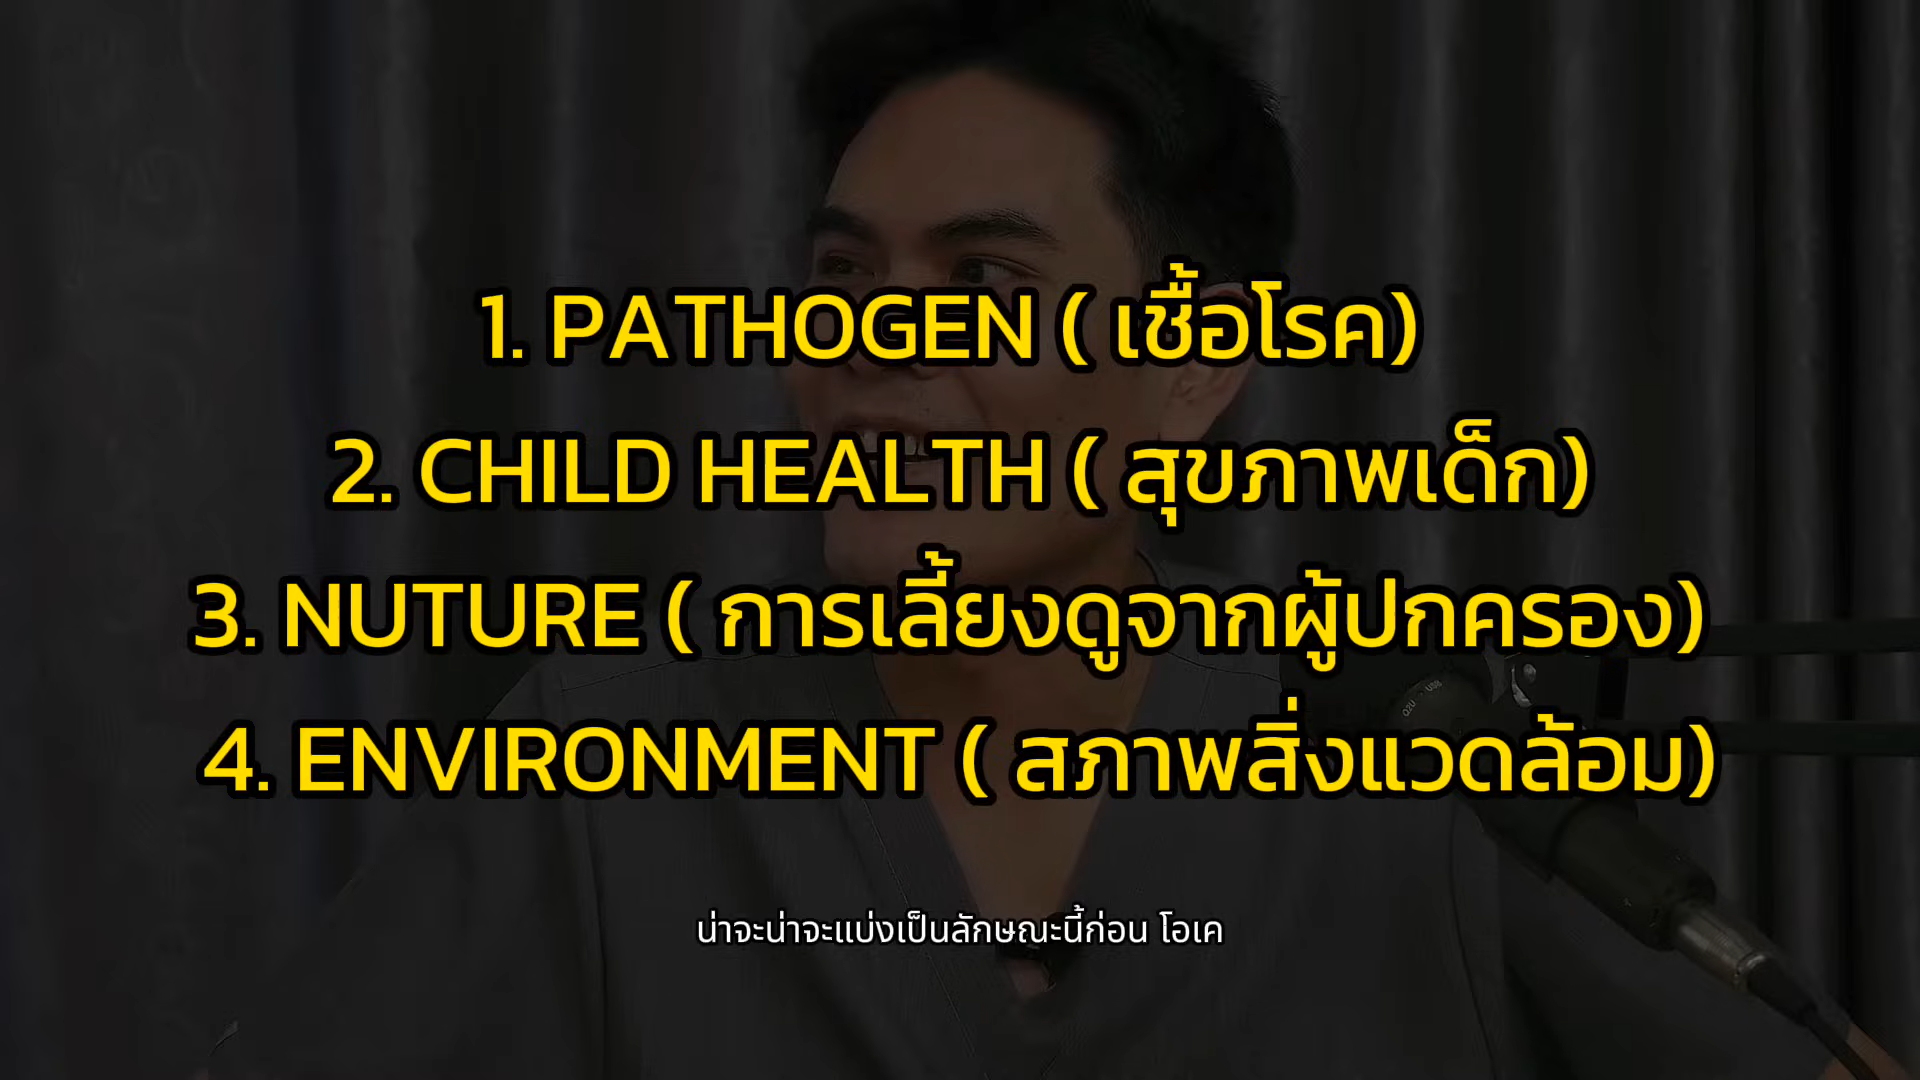 1. PATHOGEN ( เชื้อโรค)
2. CHILD HEALTH ( สุขภาพเด็ก)
3. NUTURE ( การเลี้ยงดูจากผู้ปกครอง)
4. ENVIRONMENT ( สภาพสิ่งแวดล้อม)
Q2U USB
น่าจะน่าจะแบ่งเป็นลักษณะนี้ก่อน โอเค